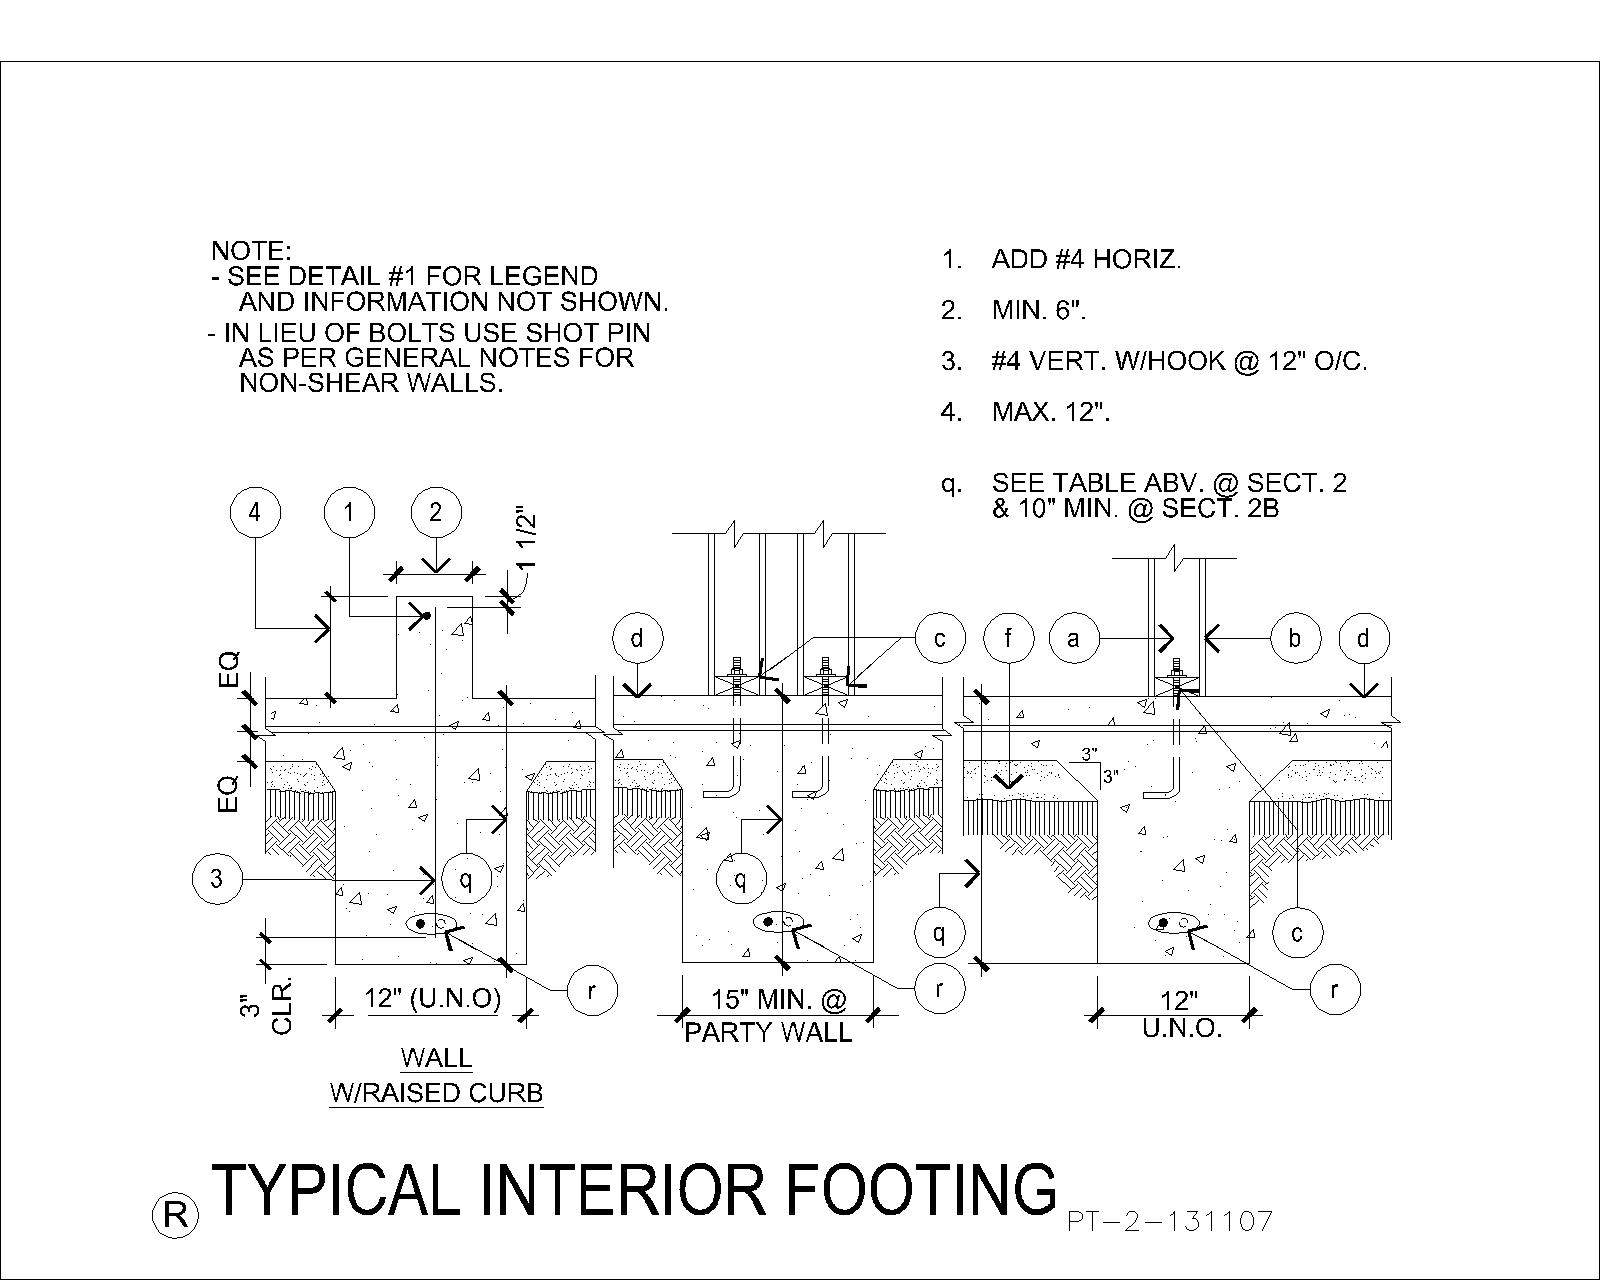 NOTE:
- SEE DETAIL #1 FOR LEGEND
AND INFORMATION NOT SHOWN.
- IN LIEU OF BOLTS USE SHOT PIN
AS PER GENERAL NOTES FOR
NON-SHEAR WALLS.
1. ADD #4 HORIZ.
2. MIN. 6".
3. #4 VERT. W/HOOK @ 12" O/C.
4. MAX. 12".
q. SEE TABLE ABV. @ SECT. 2
& 10" MIN. @ SECT. 2B
4
1
2
1 1/2"
EQ
EQ
3
q
3"
CLR.
r
12" (U.N.O)
WALL
W/RAISED CURB
d
c
q
r
15" MIN. @
PARTY WALL
f
a
b
d
3"
3"
q
c
r
12"
U.N.O.
R
TYPICAL INTERIOR FOOTING
PT-2-131107